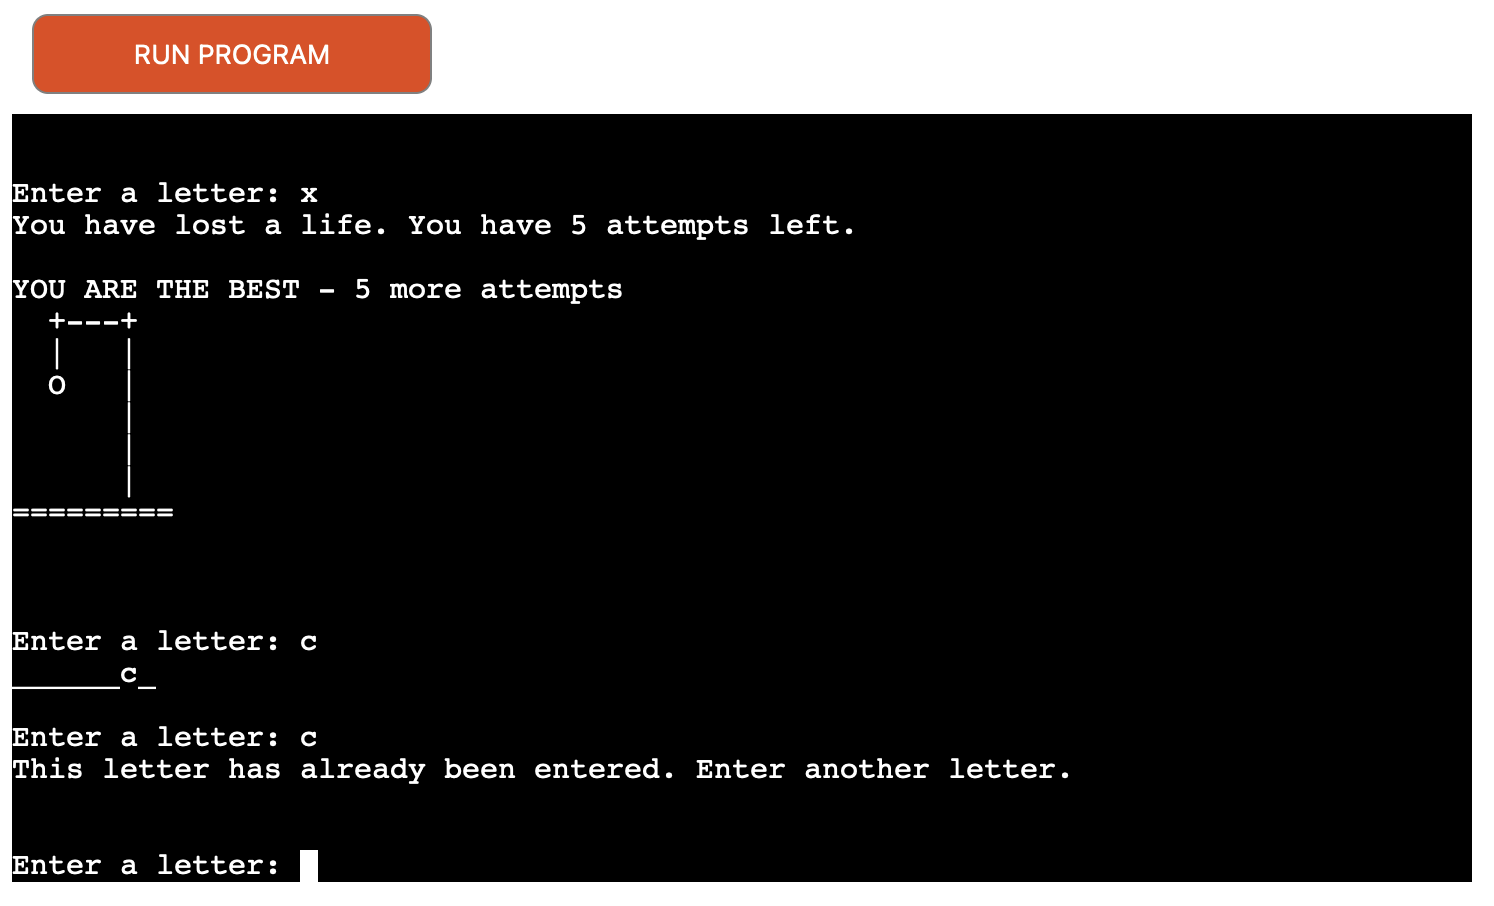 RUN PROGRAM
Enter a letter: x
You have lost a life. You have 5 attempts left.
YOU ARE THE BEST - 5 more attempts
  +---+
  |   |
  O   |
      |
      |
      |
=========
Enter a letter: c
______c_
Enter a letter: c
This letter has already been entered. Enter another letter.
Enter a letter: